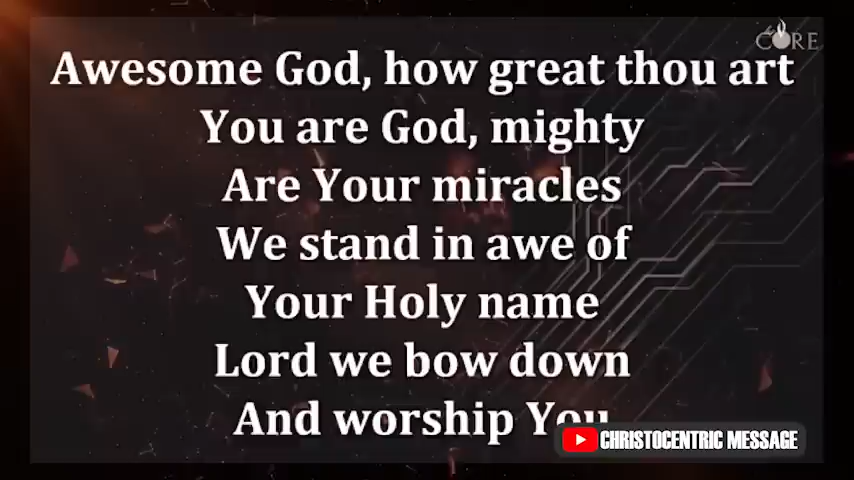 CORE
Awesome God, how great thou art
You are God, mighty
Are Your miracles
We stand in awe of
Your Holy name
Lord we bow down
And worship You
CHRISTOCENTRIC MESSAGE